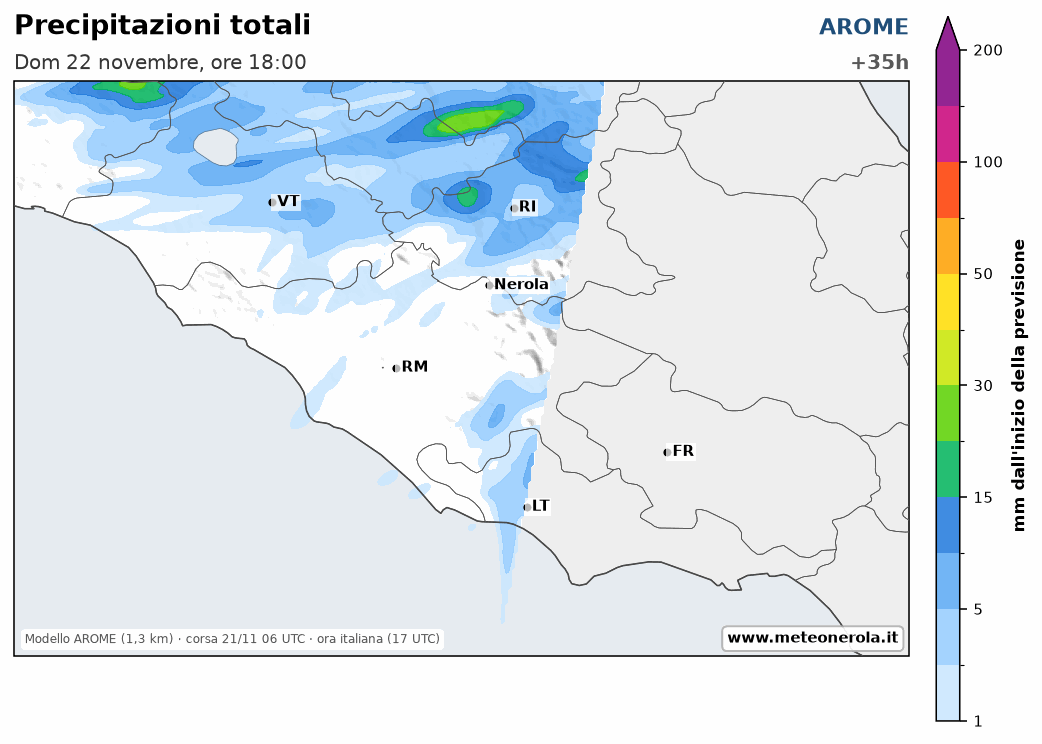 Precipitazioni totali
AROME
Dom 22 novembre, ore 18:00
+35h
200
100
50
30
15
5
1
mm dall'inizio della previsione
VT
RI
Nerola
RM
FR
LT
Modello AROME (1,3 km) · corsa 21/11 06 UTC · ora italiana (17 UTC)
www.meteonerola.it